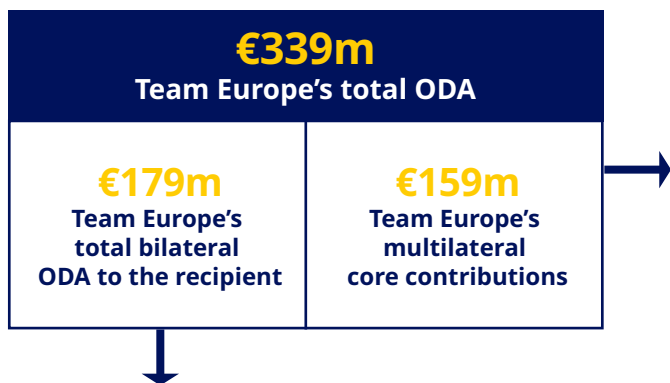 €339m
Team Europe’s total ODA
€179m
Team Europe’s
total bilateral
ODA to the recipient
€159m
Team Europe’s
multilateral
core contributions